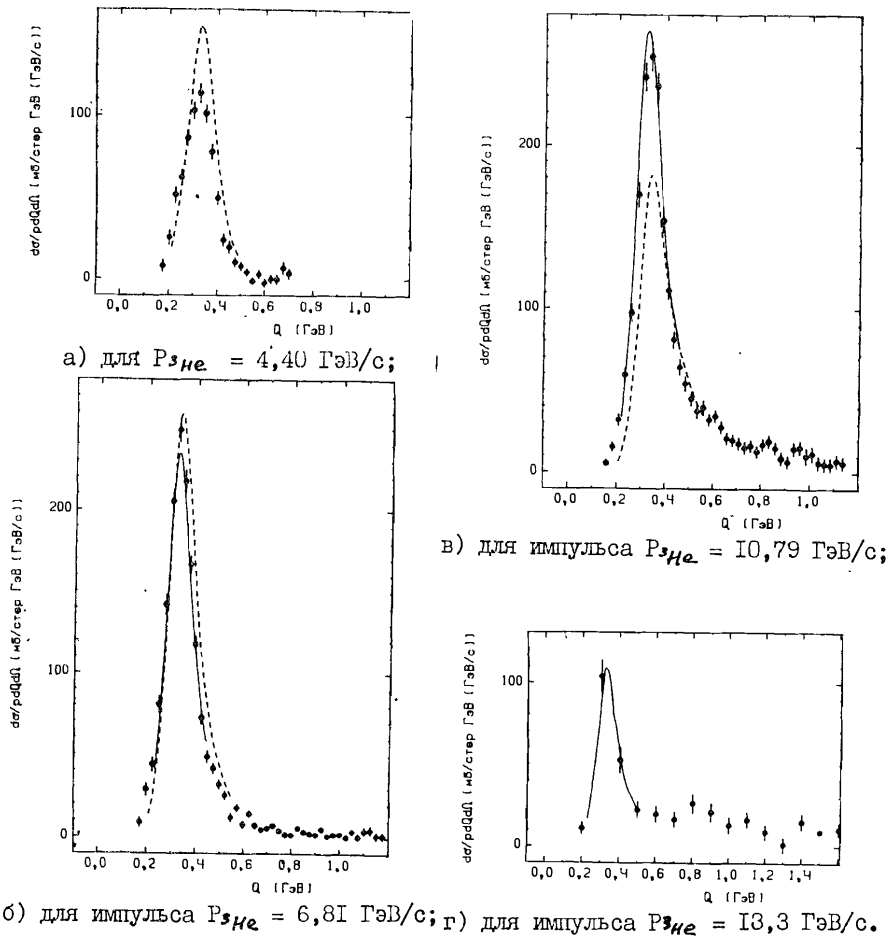 dσ/pdQdΩ [мб/стер ГэВ (ГэВ/с)]
100
0
0,0 0,2 0,4 0,6 0,8 1,0
Q (ГэВ)
а) для P³He = 4,40 ГэВ/с;
dσ/pdQdΩ [мб/стер ГэВ (ГэВ/с)]
200
100
0
0,0 0,2 0,4 0,6 0,8 1,0
Q (ГэВ)
б) для импульса P³He = 6,8I ГэВ/с;
dσ/pdQdΩ [мб/стер ГэВ (ГэВ/с)]
200
100
0
0,0 0,2 0,4 0,6 0,8 1,0
Q (ГэВ)
в) для импульса P³He = I0,79 ГэВ/с;
dσ/pdQdΩ [мб/стер ГэВ (ГэВ/с)]
100
0
0,0 0,2 0,4 0,6 0,8 1,0 1,2 1,4
Q (ГэВ)
г) для импульса P³He = I3,3 ГэВ/с.